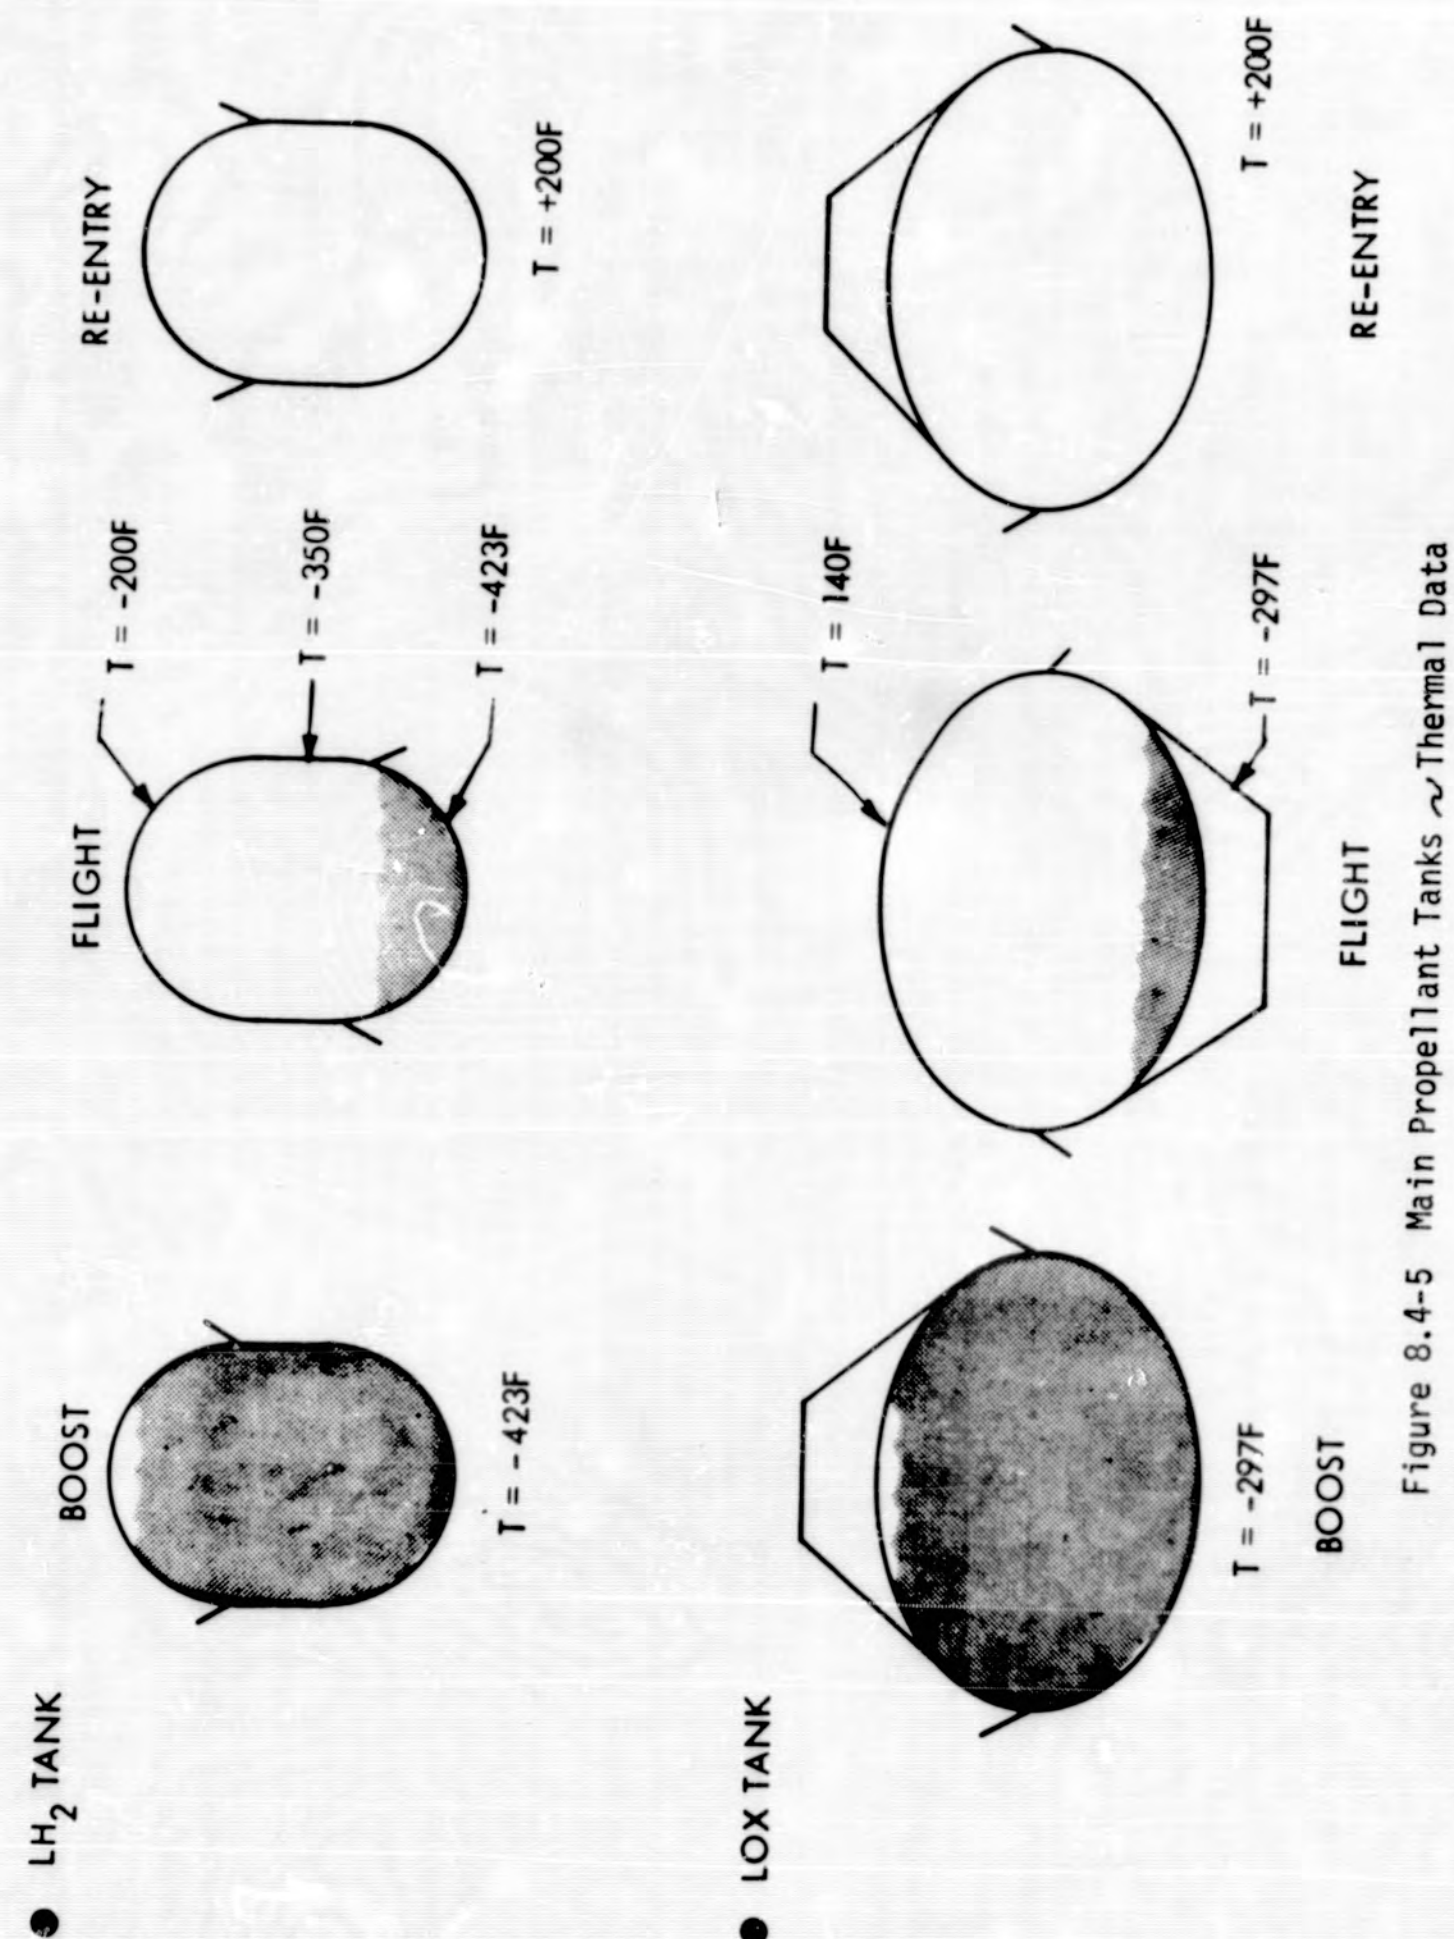 ● LH2 TANK
BOOST
FLIGHT
RE-ENTRY
T = -200F
T = -350F
T = -423F
T = - 423F
T = +200F
● LOX TANK
T = 140F
T = -297F
T = -297F
T = +200F
BOOST
FLIGHT
RE-ENTRY
Figure 8.4-5 Main Propellant Tanks ~ Thermal Data